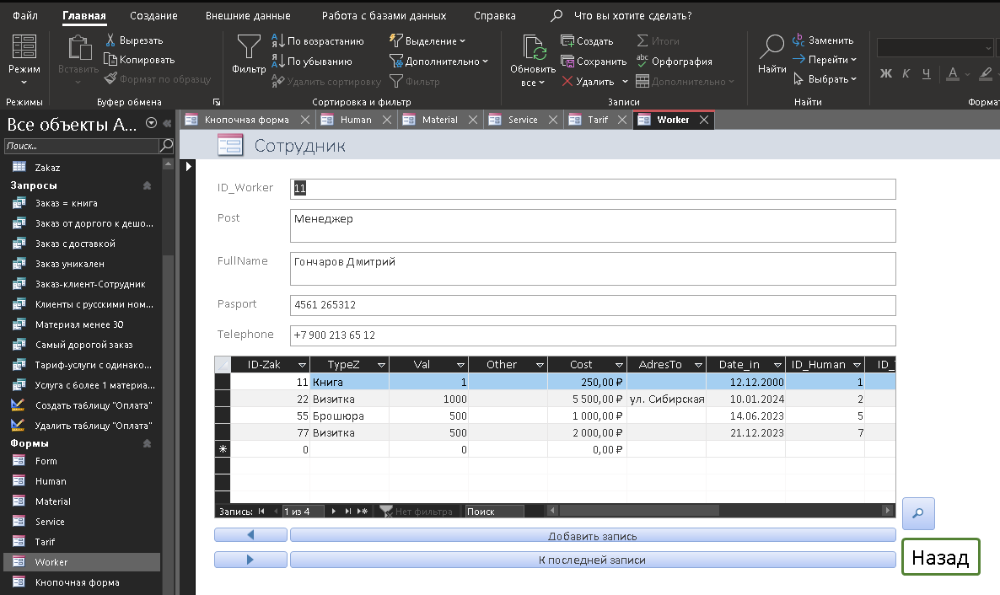 Файл Главная Создание Внешние данные Работа с базами данных Справка Что вы хотите сделать?
Режим
Режимы
Вставить
Вырезать
Копировать
Формат по образцу
Буфер обмена
Фильтр
По возрастанию
По убыванию
Удалить сортировку
Выделение
Дополнительно
Фильтр
Сортировка и фильтр
Обновить
все
Создать
Сохранить
Удалить
Итоги
Орфография
Дополнительно
Записи
Найти
Заменить
Перейти
Выбрать
Найти
Ж К Ч А
Формат
Все объекты A...
Поиск...
Zakaz
Запросы
Заказ = книга
Заказ от доргого к дешо...
Заказ с доставкой
Заказ уникален
Заказ-клиент-Сотрудник
Клиенты с русскими ном...
Материал менее 30
Самый дорогой заказ
Тариф-услуги с одинако...
Услуга с более 1 материа...
Создать таблицу "Оплата"
Удалить таблицу "Оплата"
Формы
Form
Human
Material
Service
Tarif
Worker
Кнопочная форма
Кнопочная форма Human Material Service Tarif Worker
Сотрудник
ID_Worker 11
Post Менеджер
FullName Гончаров Дмитрий
Pasport 4561 265312
Telephone +7 900 213 65 12
ID-Zak TypeZ Val Other Cost AdresTo Date_in ID_Human ID_
11 Книга 1 250,00 ₽ 12.12.2000 1
22 Визитка 1000 5 500,00 ₽ ул. Сибирская 10.01.2024 2
55 Брошюра 500 1 000,00 ₽ 14.06.2023 5
77 Визитка 500 2 000,00 ₽ 21.12.2023 7
0 0 0,00 ₽
Запись: 1 из 4 Нет фильтра Поиск
Добавить запись
К последней записи
Назад